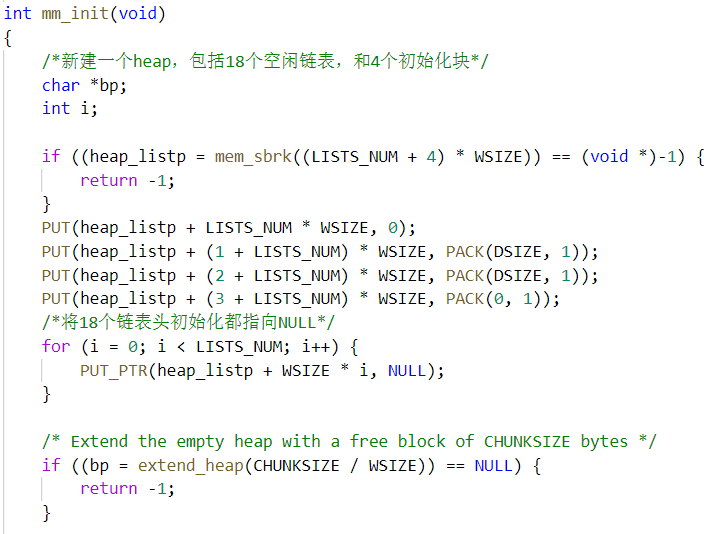 int mm_init(void)
{
    /*新建一个heap，包括18个空闲链表，和4个初始化块*/
    char *bp;
    int i;

    if ((heap_listp = mem_sbrk((LISTS_NUM + 4) * WSIZE)) == (void *)-1) {
        return -1;
    }
    PUT(heap_listp + LISTS_NUM * WSIZE, 0);
    PUT(heap_listp + (1 + LISTS_NUM) * WSIZE, PACK(DSIZE, 1));
    PUT(heap_listp + (2 + LISTS_NUM) * WSIZE, PACK(DSIZE, 1));
    PUT(heap_listp + (3 + LISTS_NUM) * WSIZE, PACK(0, 1));
    /*将18个链表头初始化都指向NULL*/
    for (i = 0; i < LISTS_NUM; i++) {
        PUT_PTR(heap_listp + WSIZE * i, NULL);
    }

    /* Extend the empty heap with a free block of CHUNKSIZE bytes */
    if ((bp = extend_heap(CHUNKSIZE / WSIZE)) == NULL) {
        return -1;
    }